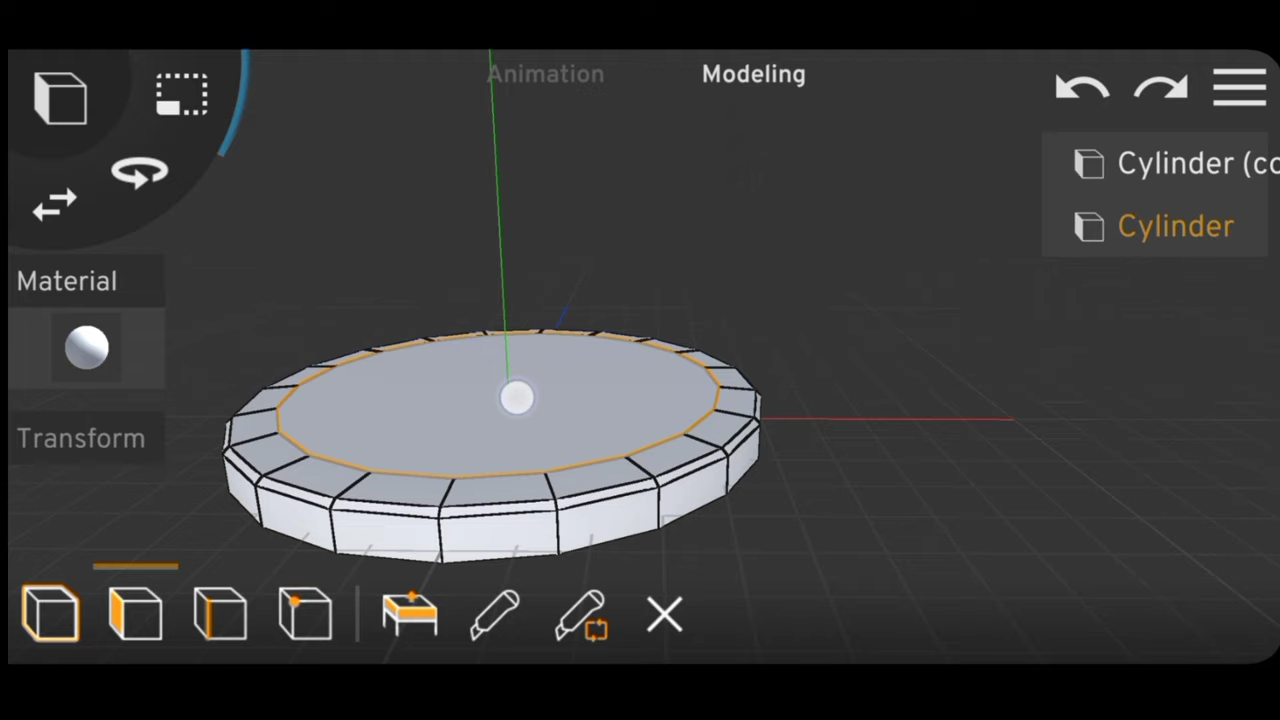 Animation
Modeling
Cylinder (co
Cylinder
Material
Transform